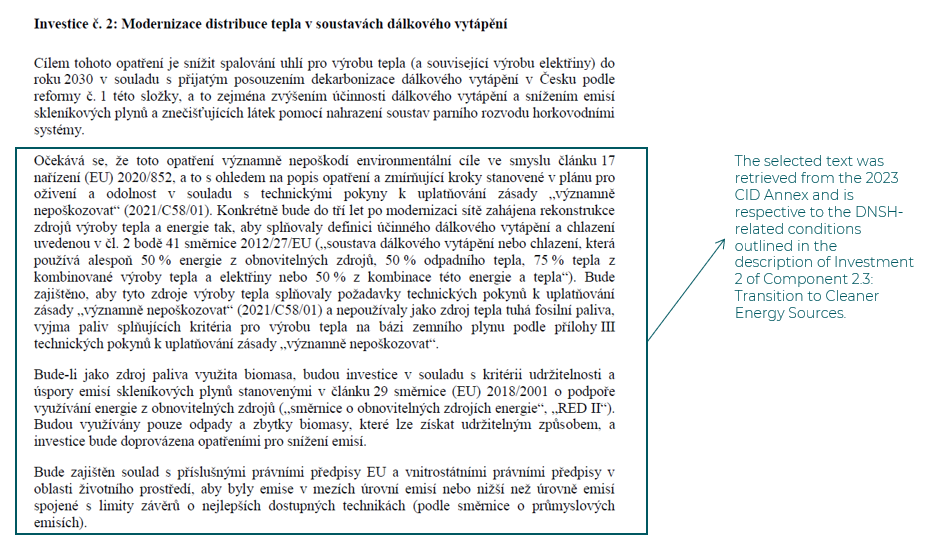 Investice č. 2: Modernizace distribuce tepla v soustavách dálkového vytápění
Cílem tohoto opatření je snížit spalování uhlí pro výrobu tepla (a související výrobu elektřiny) do
roku 2030 v souladu s přijatým posouzením dekarbonizace dálkového vytápění v Česku podle
reformy č. 1 této složky, a to zejména zvýšením účinnosti dálkového vytápění a snížením emisí
skleníkových plynů a znečišťujících látek pomocí nahrazení soustav parního rozvodu horkovodními
systémy.
Očekává se, že toto opatření významně nepoškodí environmentální cíle ve smyslu článku 17
nařízení (EU) 2020/852, a to s ohledem na popis opatření a zmírňující kroky stanovené v plánu pro
oživení a odolnost v souladu s technickými pokyny k uplatňování zásady „významně
nepoškozovat“ (2021/C58/01). Konkrétně bude do tří let po modernizaci sítě zahájena rekonstrukce
zdrojů výroby tepla a energie tak, aby splňovaly definici účinného dálkového vytápění a chlazení
uvedenou v čl. 2 bodě 41 směrnice 2012/27/EU („soustava dálkového vytápění nebo chlazení, která
používá alespoň 50 % energie z obnovitelných zdrojů, 50 % odpadního tepla, 75 % tepla z
kombinované výroby tepla a elektřiny nebo 50 % z kombinace této energie a tepla“). Bude
zajištěno, aby tyto zdroje výroby tepla splňovaly požadavky technických pokynů k uplatňování
zásady „významně nepoškozovat“ (2021/C58/01) a nepoužívaly jako zdroj tepla tuhá fosilní paliva,
vyjma paliv splňujících kritéria pro výrobu tepla na bázi zemního plynu podle přílohy III
technických pokynů k uplatňování zásady „významně nepoškozovat“.
Bude-li jako zdroj paliva využita biomasa, budou investice v souladu s kritérii udržitelnosti a
úspory emisí skleníkových plynů stanovenými v článku 29 směrnice (EU) 2018/2001 o podpoře
využívání energie z obnovitelných zdrojů („směrnice o obnovitelných zdrojích energie“, „RED II“).
Budou využívány pouze odpady a zbytky biomasy, které lze získat udržitelným způsobem, a
investice bude doprovázena opatřeními pro snížení emisí.
Bude zajištěn soulad s příslušnými právními předpisy EU a vnitrostátními právními předpisy v
oblasti životního prostředí, aby byly emise v mezích úrovní emisí nebo nižší než úrovně emisí
spojené s limity závěrů o nejlepších dostupných technikách (podle směrnice o průmyslových
emisích).
The selected text was
retrieved from the 2023
CID Annex and is
respective to the DNSH-
related conditions
outlined in the
description of Investment
2 of Component 2.3:
Transition to Cleaner
Energy Sources.